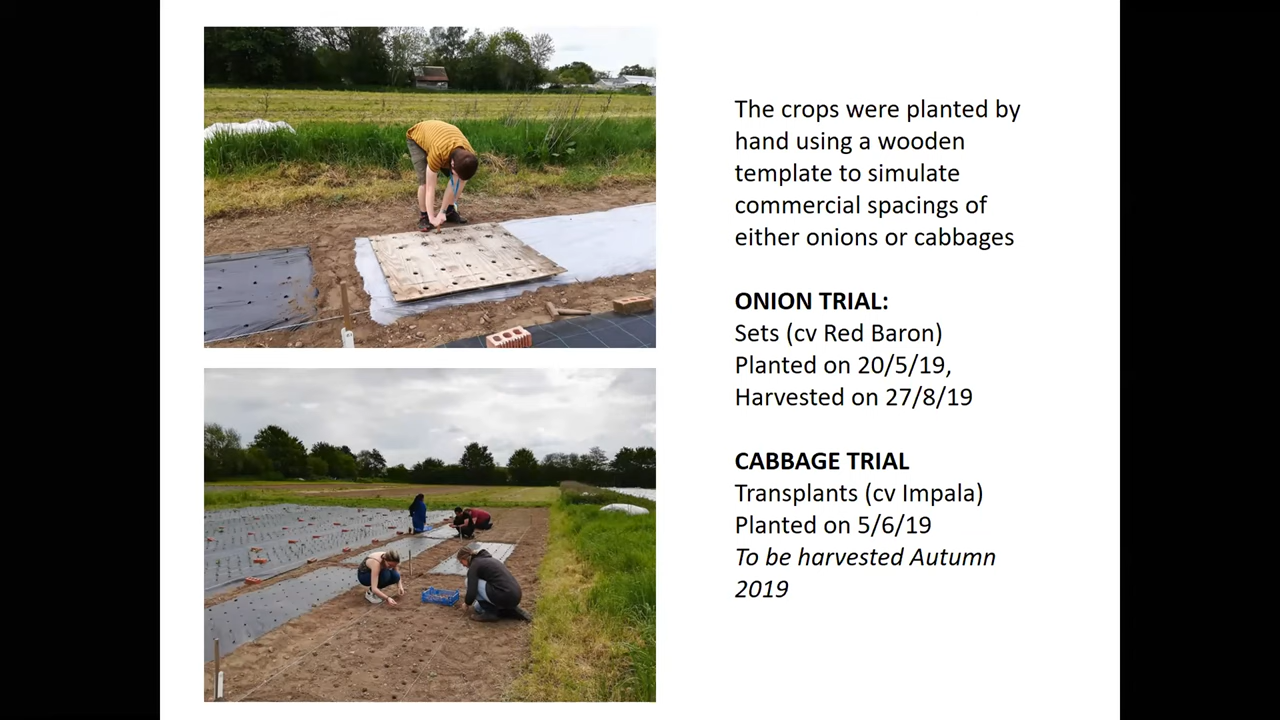 The crops were planted by
hand using a wooden
template to simulate
commercial spacings of
either onions or cabbages
ONION TRIAL:
Sets (cv Red Baron)
Planted on 20/5/19,
Harvested on 27/8/19
CABBAGE TRIAL
Transplants (cv Impala)
Planted on 5/6/19
To be harvested Autumn
2019